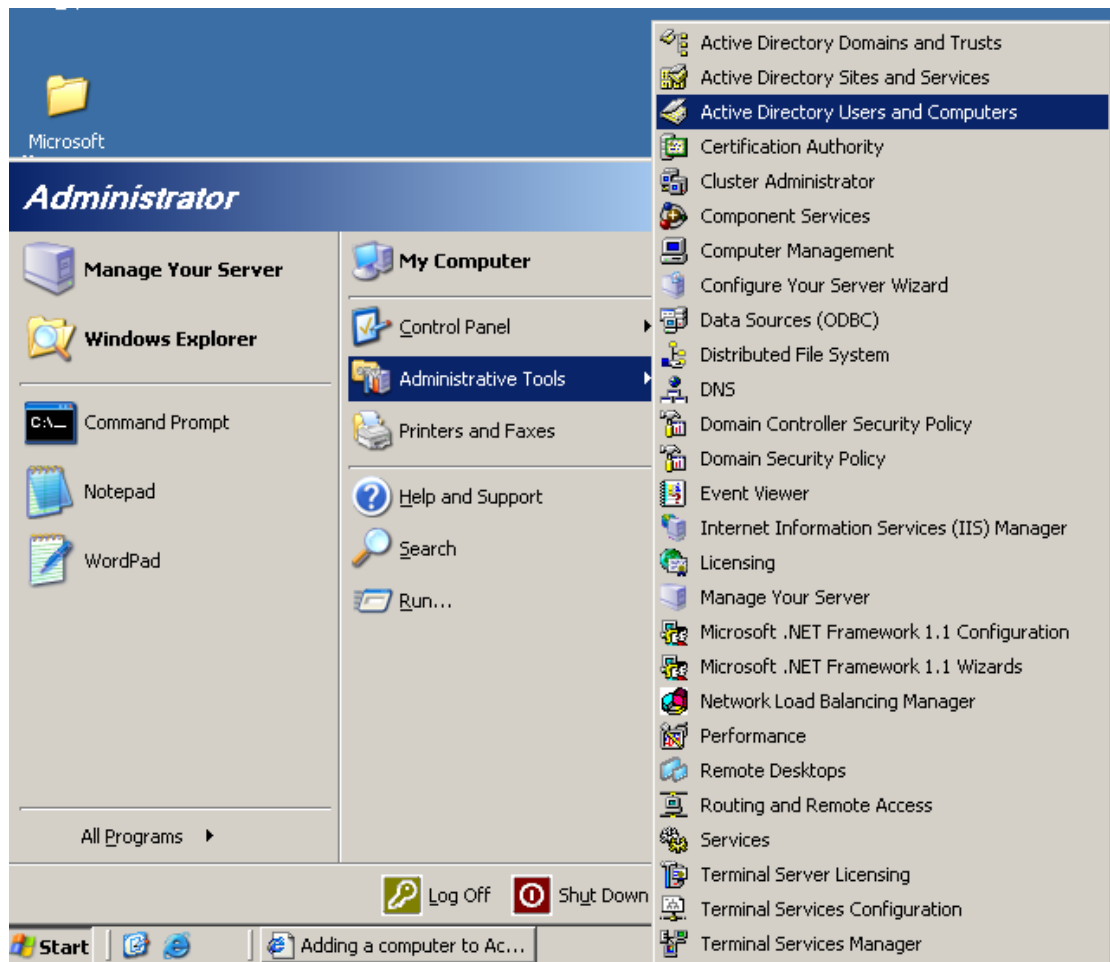 Microsoft
Administrator
Manage Your Server
Windows Explorer
Command Prompt
Notepad
WordPad
All Programs
My Computer
Control Panel
Administrative Tools
Printers and Faxes
Help and Support
Search
Run...
Log Off
Shut Down
Active Directory Domains and Trusts
Active Directory Sites and Services
Active Directory Users and Computers
Certification Authority
Cluster Administrator
Component Services
Computer Management
Configure Your Server Wizard
Data Sources (ODBC)
Distributed File System
DNS
Domain Controller Security Policy
Domain Security Policy
Event Viewer
Internet Information Services (IIS) Manager
Licensing
Manage Your Server
Microsoft .NET Framework 1.1 Configuration
Microsoft .NET Framework 1.1 Wizards
Network Load Balancing Manager
Performance
Remote Desktops
Routing and Remote Access
Services
Terminal Server Licensing
Terminal Services Configuration
Terminal Services Manager
Start
Adding a computer to Ac...